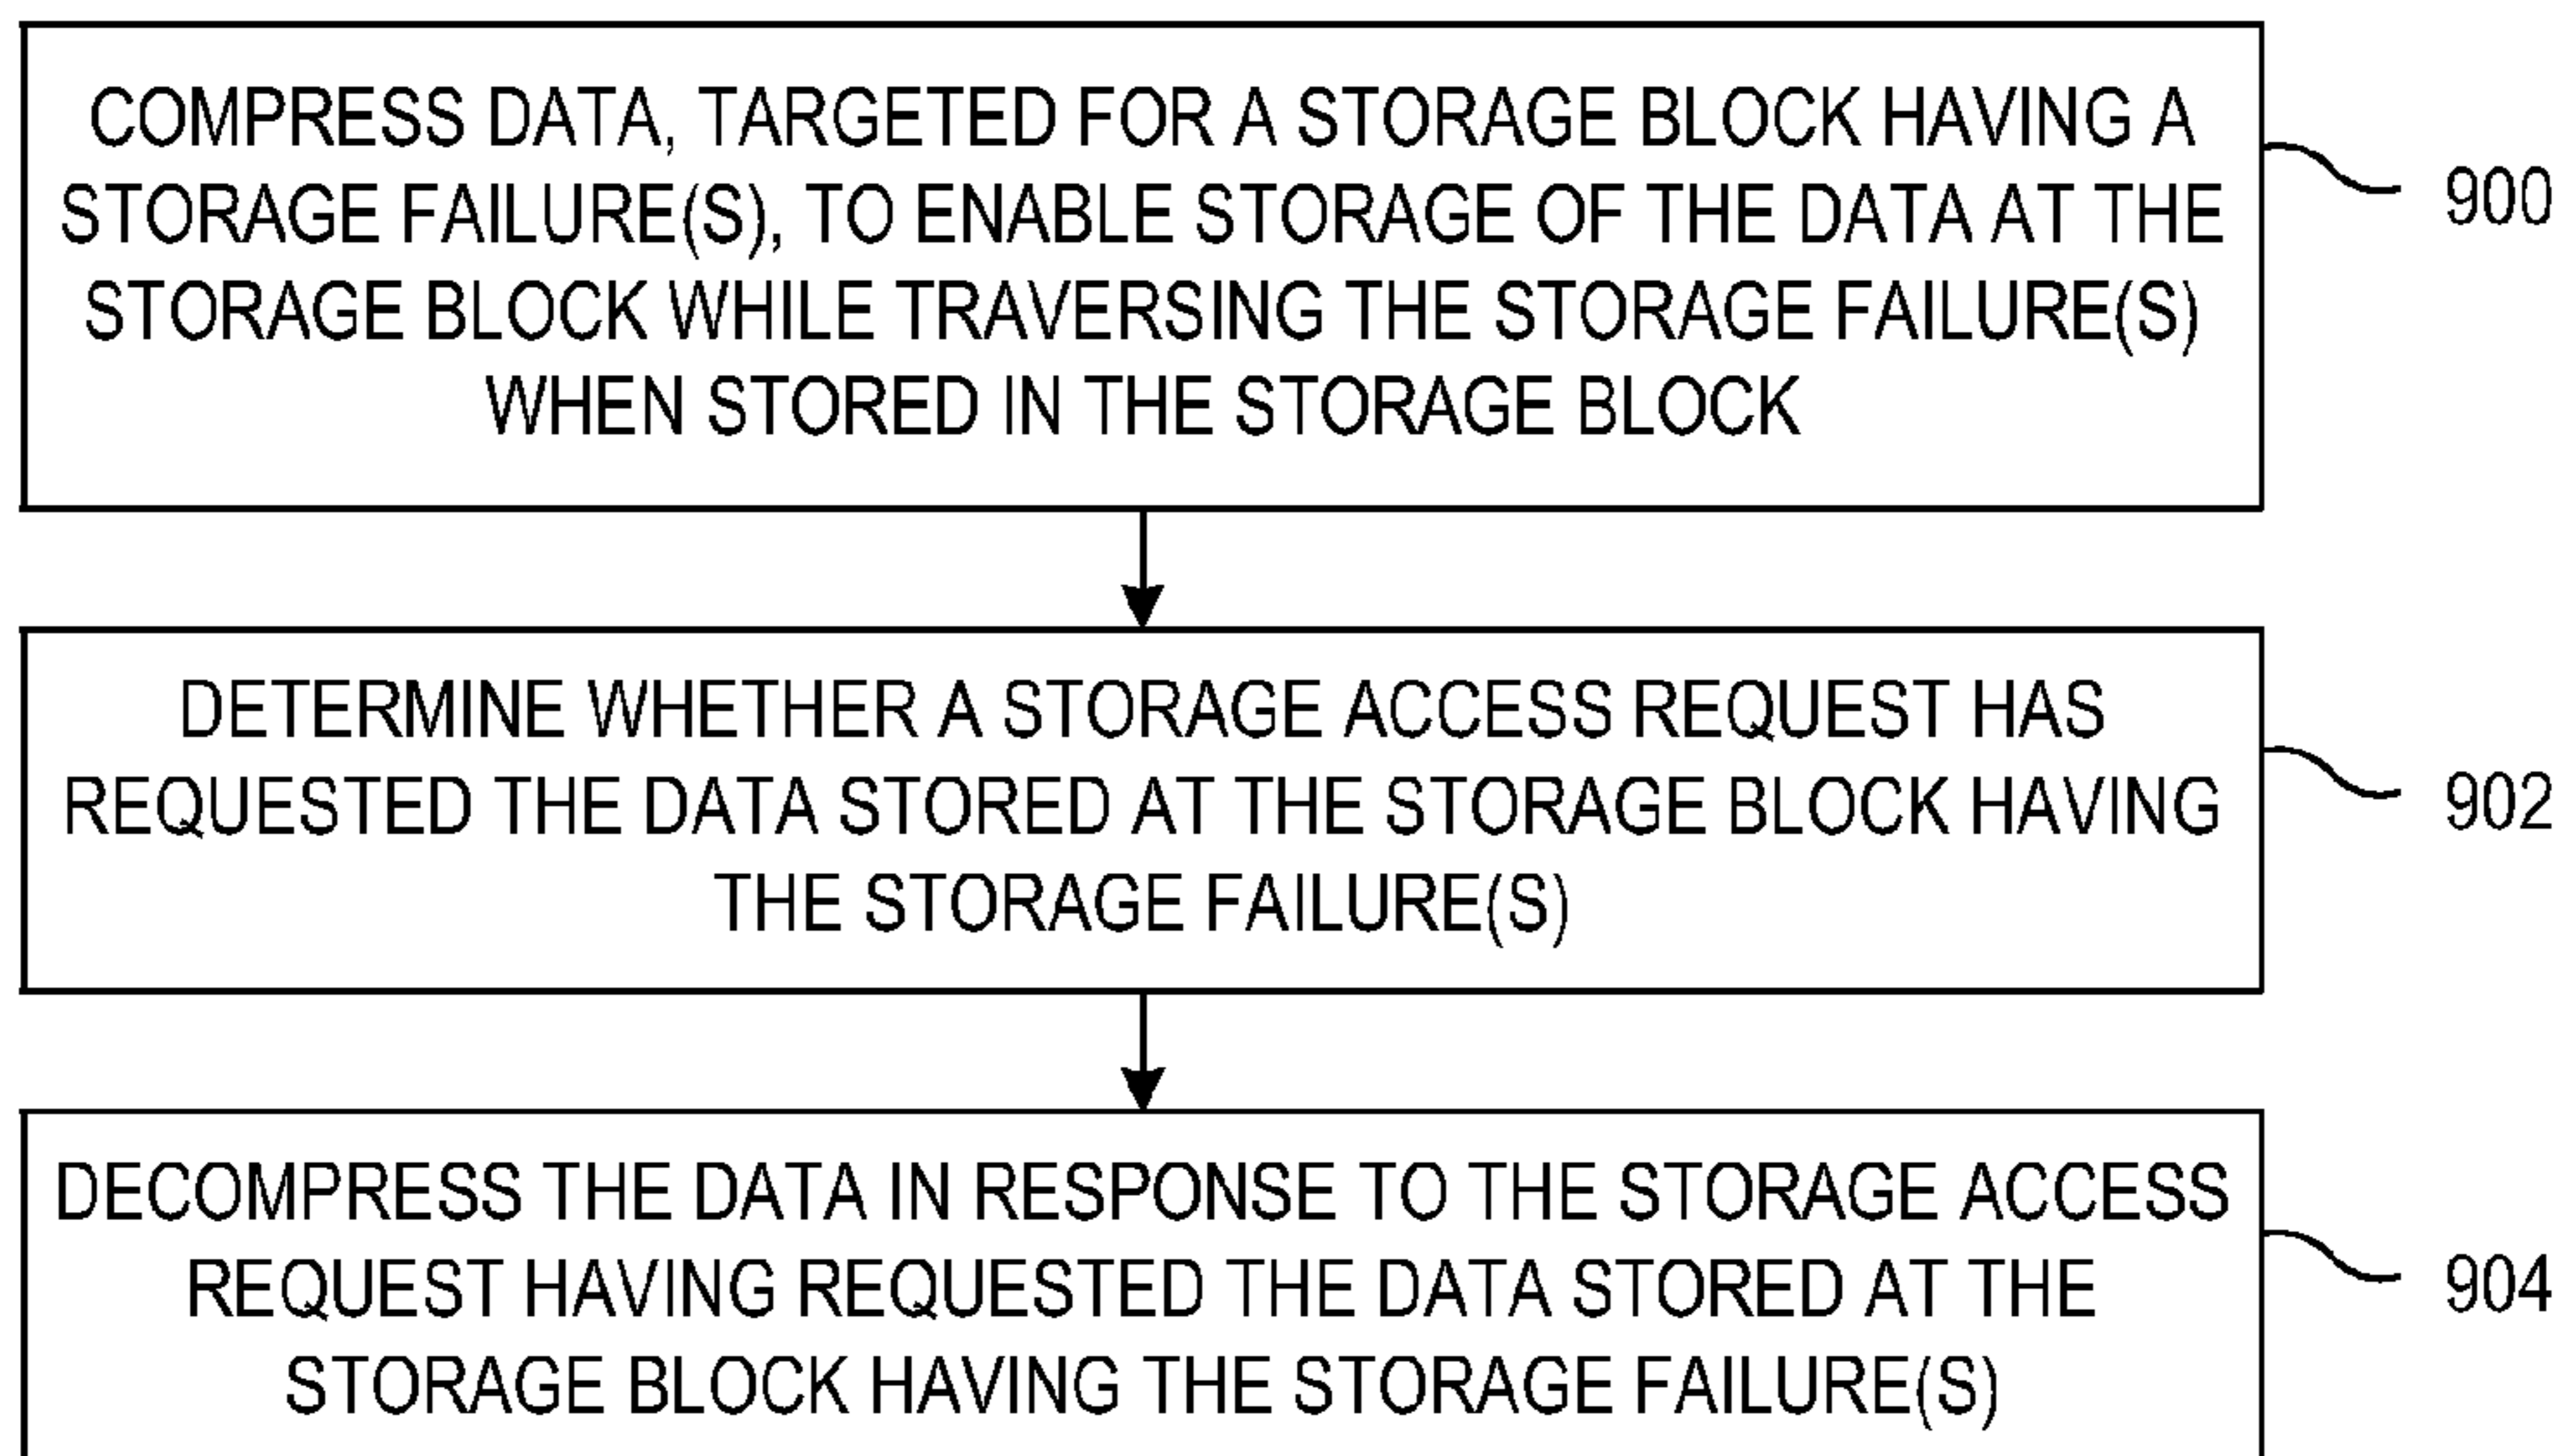 COMPRESS DATA, TARGETED FOR A STORAGE BLOCK HAVING A
STORAGE FAILURE(S), TO ENABLE STORAGE OF THE DATA AT THE
STORAGE BLOCK WHILE TRAVERSING THE STORAGE FAILURE(S)
WHEN STORED IN THE STORAGE BLOCK
900
DETERMINE WHETHER A STORAGE ACCESS REQUEST HAS
REQUESTED THE DATA STORED AT THE STORAGE BLOCK HAVING
THE STORAGE FAILURE(S)
902
DECOMPRESS THE DATA IN RESPONSE TO THE STORAGE ACCESS
REQUEST HAVING REQUESTED THE DATA STORED AT THE
STORAGE BLOCK HAVING THE STORAGE FAILURE(S)
904